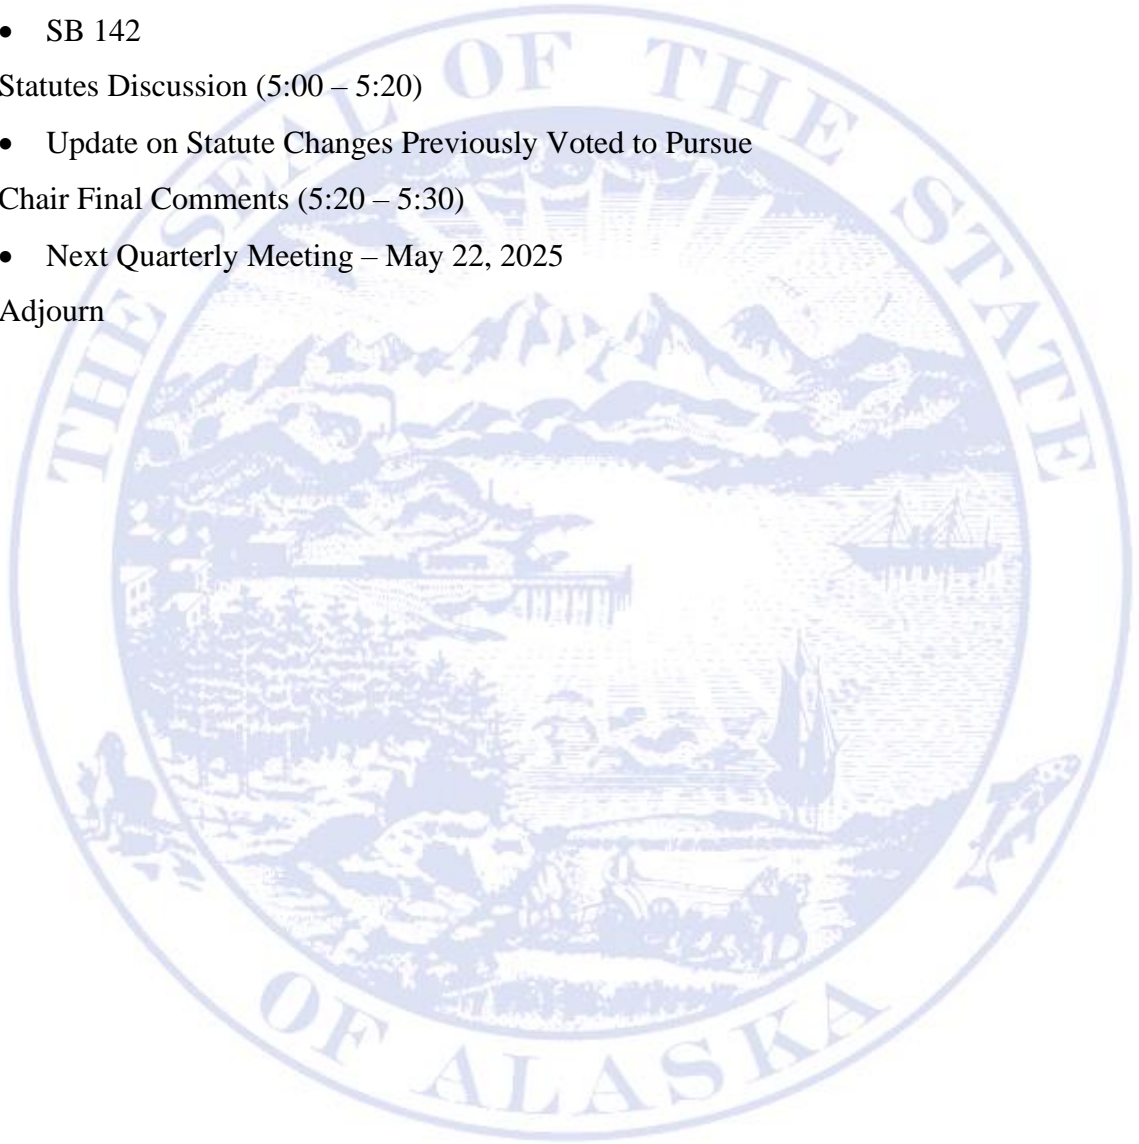 • SB 142
Statutes Discussion (5:00 – 5:20)
• Update on Statute Changes Previously Voted to Pursue
Chair Final Comments (5:20 – 5:30)
• Next Quarterly Meeting – May 22, 2025
Adjourn
THE SEAL OF THE STATE
OF ALASKA